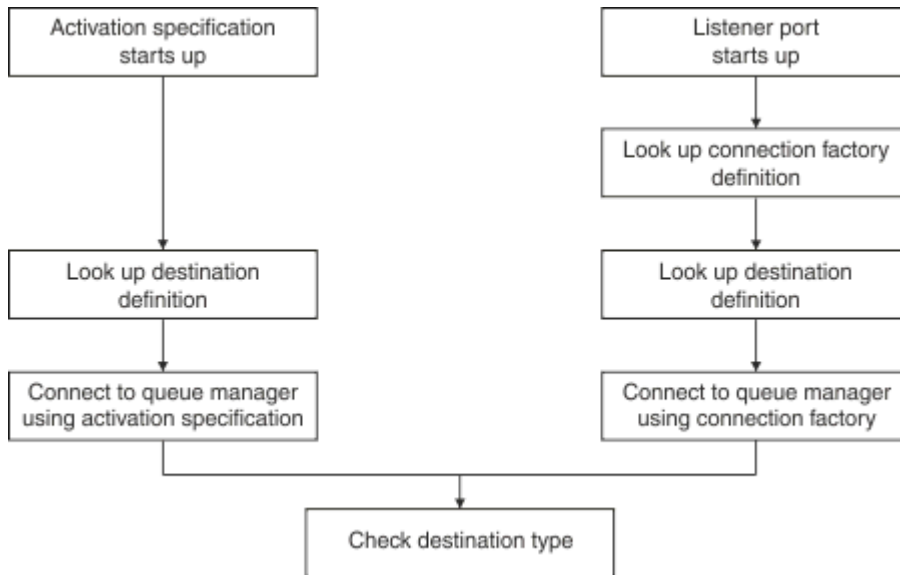 Activation specification
starts up
Listener port
starts up
Look up connection factory
definition
Look up destination
definition
Look up destination
definition
Connect to queue manager
using activation specification
Connect to queue manager
using connection factory
Check destination type